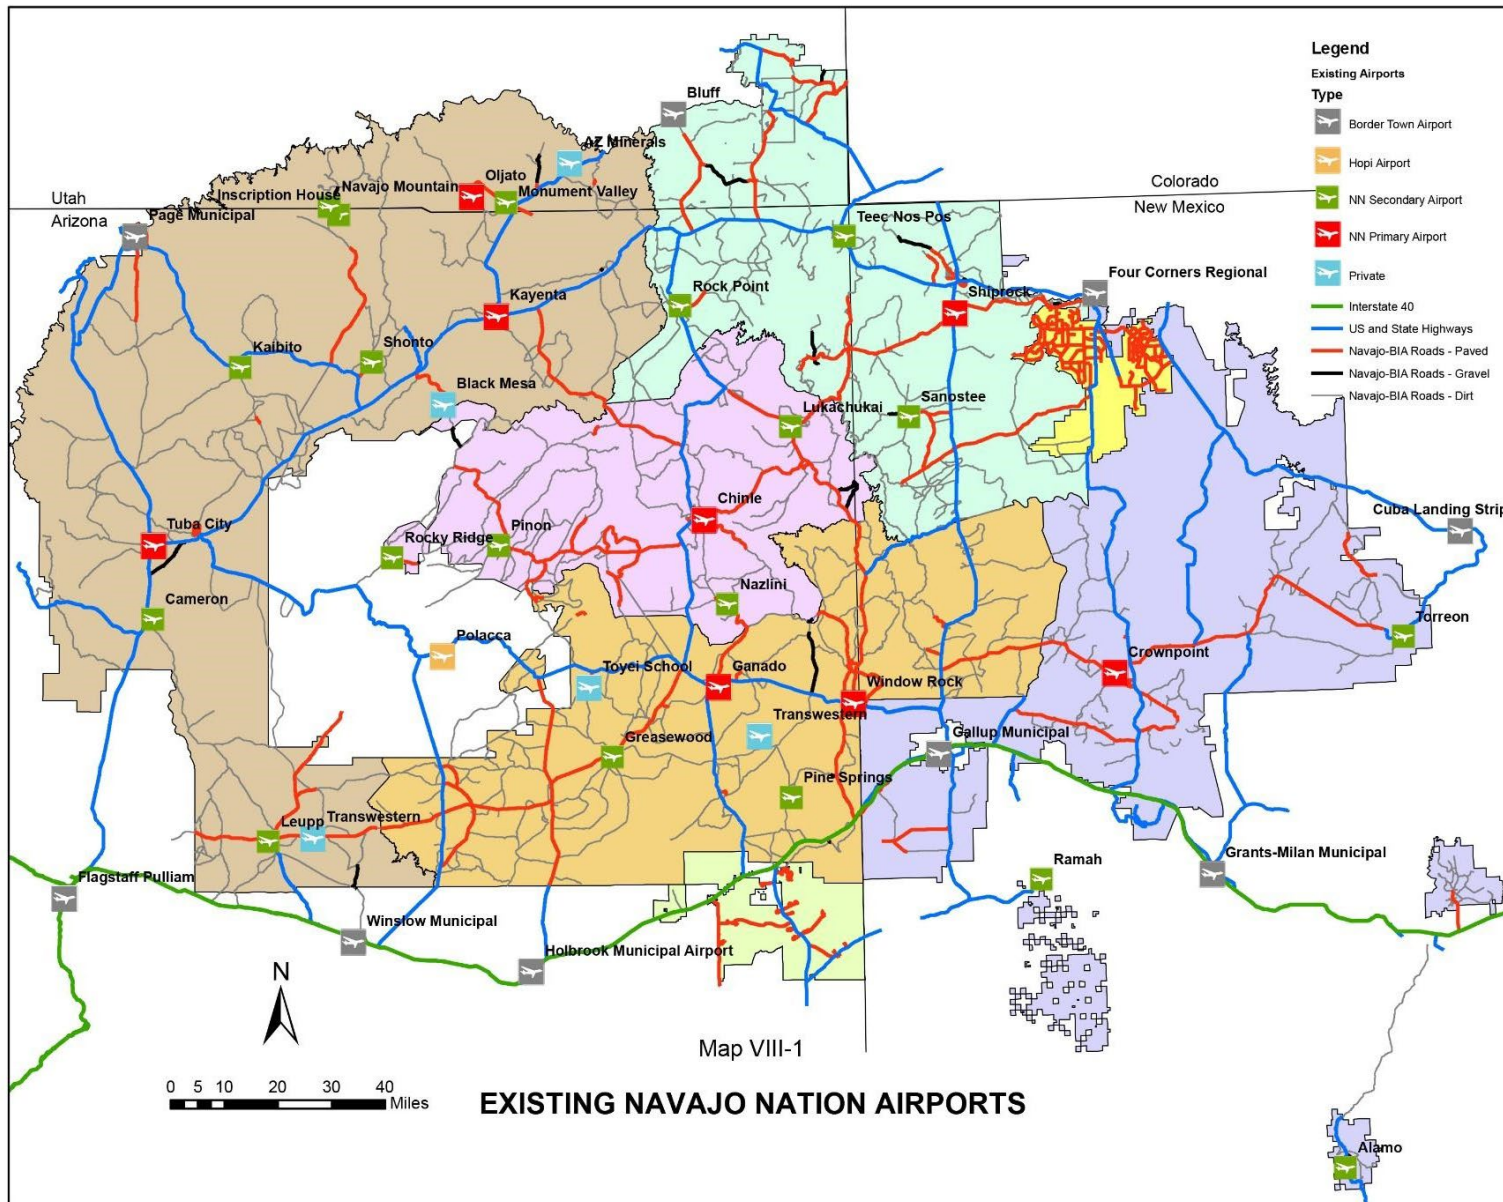 Legend
Existing Airports
Type
Border Town Airport
Hopi Airport
NN Secondary Airport
NN Primary Airport
Private
Interstate 40
US and State Highways
Navajo-BIA Roads - Paved
Navajo-BIA Roads - Gravel
Navajo-BIA Roads - Dirt
Bluff
AZ Minerals
Oljato
Navajo Mountain
Monument Valley
Inscription House
Utah
Arizona
Colorado
New Mexico
Page Municipal
Teec Nos Pos
Four Corners Regional
Rock Point
Shiprock
Kayenta
Kaibito
Shonto
Black Mesa
Lukachukai
Sanostee
Chinle
Cuba Landing Strip
Tuba City
Rocky Ridge
Pinon
Nazlini
Cameron
Torreon
Polacca
Toyei School
Ganado
Crownpoint
Window Rock
Transwestern
Greasewood
Gallup Municipal
Pine Springs
Leupp
Transwestern
Ramah
Grants-Milan Municipal
Flagstaff Pulliam
Winslow Municipal
Holbrook Municipal Airport
N
Map VIII-1
0 5 10 20 30 40
Miles
EXISTING NAVAJO NATION AIRPORTS
Alamo